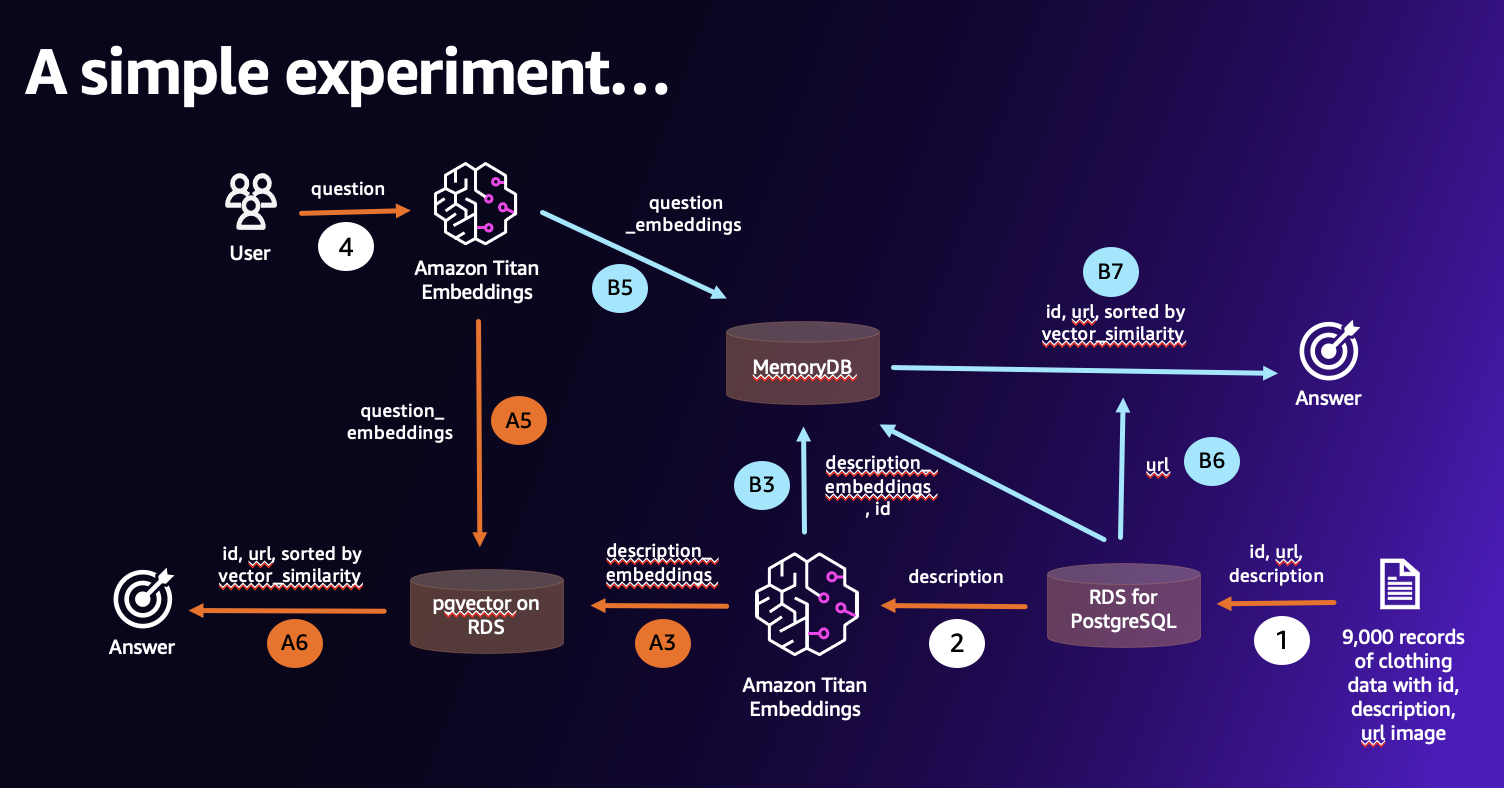 A simple experiment...
question
4
User
Amazon Titan
Embeddings
question
_embeddings
B5
B7
id, url, sorted by
vector_similarity
MemoryDB
Answer
question_
embeddings
A5
B3
description_
embeddings
, id
url
B6
id, url, sorted by
vector_similarity
Answer
A6
pgvector on
RDS
description_
embeddings
A3
Amazon Titan
Embeddings
description
2
RDS for
PostgreSQL
id, url,
description
1
9,000 records
of clothing
data with id,
description,
url image